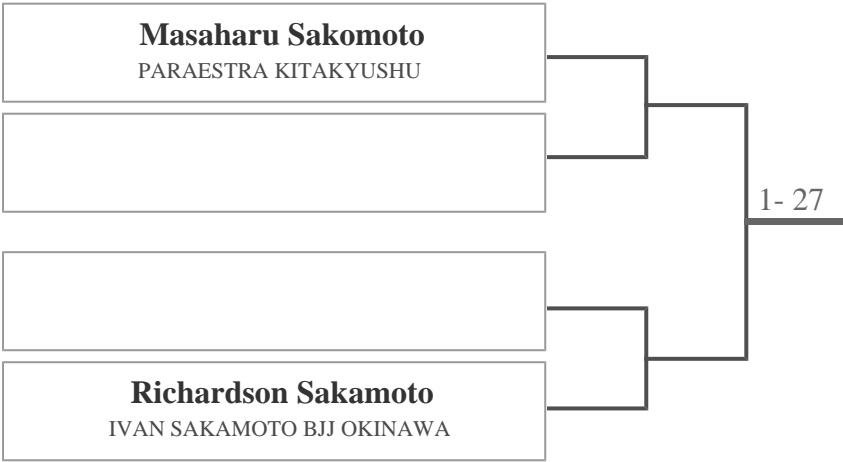 Masaharu Sakomoto
PARAESTRA KITAKYUSHU
1- 27
Richardson Sakamoto
IVAN SAKAMOTO BJJ OKINAWA